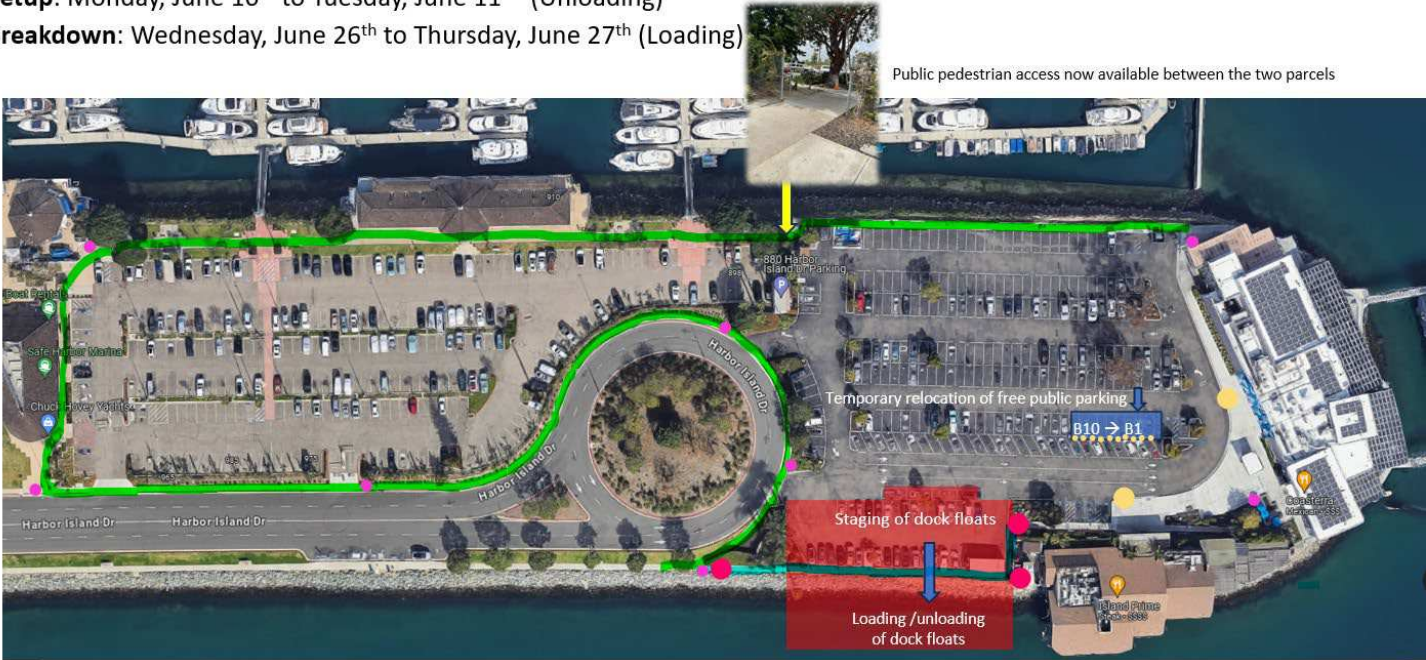 etup: Monday, June 10th to Tuesday, June 11th (Unloading)
reakdown: Wednesday, June 26th to Thursday, June 27th (Loading)
Public pedestrian access now available between the two parcels
910
898
880 Harbor
Island Dr Parking
P
Boat Rentals
Safe Harbor Marina
Chuck Hovey Yachts
Harbor Island Dr
Temporary relocation of free public parking
B10 → B1
Harbor Island Dr
Harbor Island Dr
Harbor Island Dr
Coasterra
Mexican · $$$
Staging of dock floats
Loading /unloading
of dock floats
Island Prime
Steak · $$$$